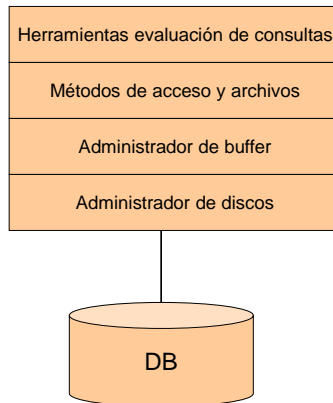 Herramientas evaluación de consultas
Métodos de acceso y archivos
Administrador de buffer
Administrador de discos
DB